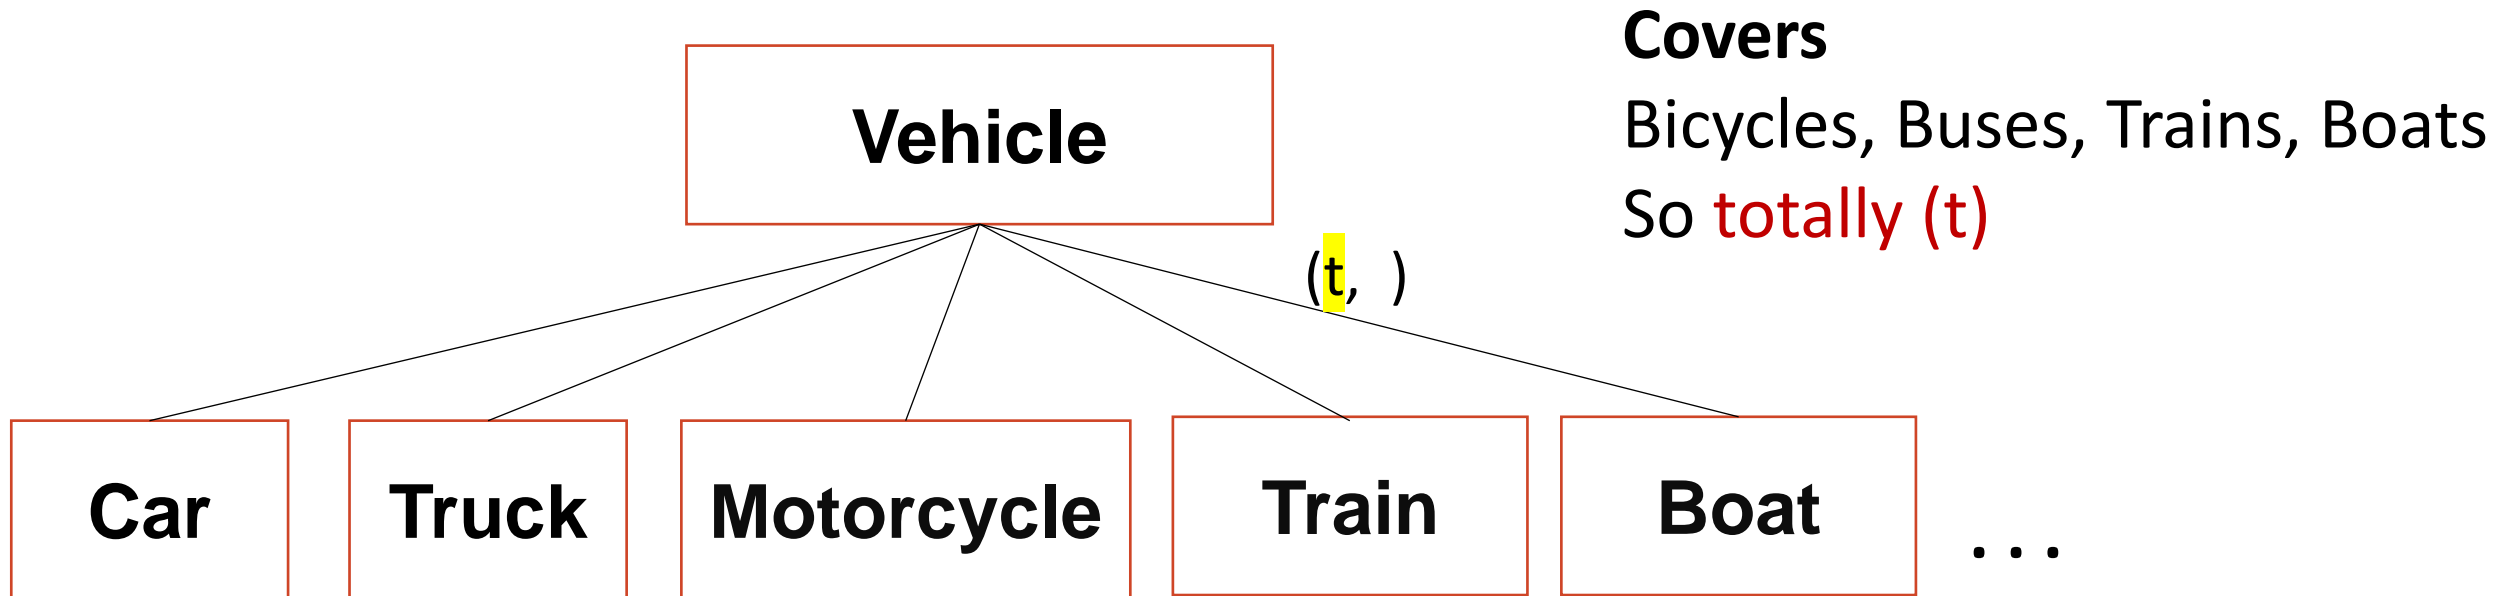 Covers
Vehicle
Bicycles, Buses, Trains, Boats
So totally (t)
(t, )
Car
Truck
Motorcycle
Train
Boat
...